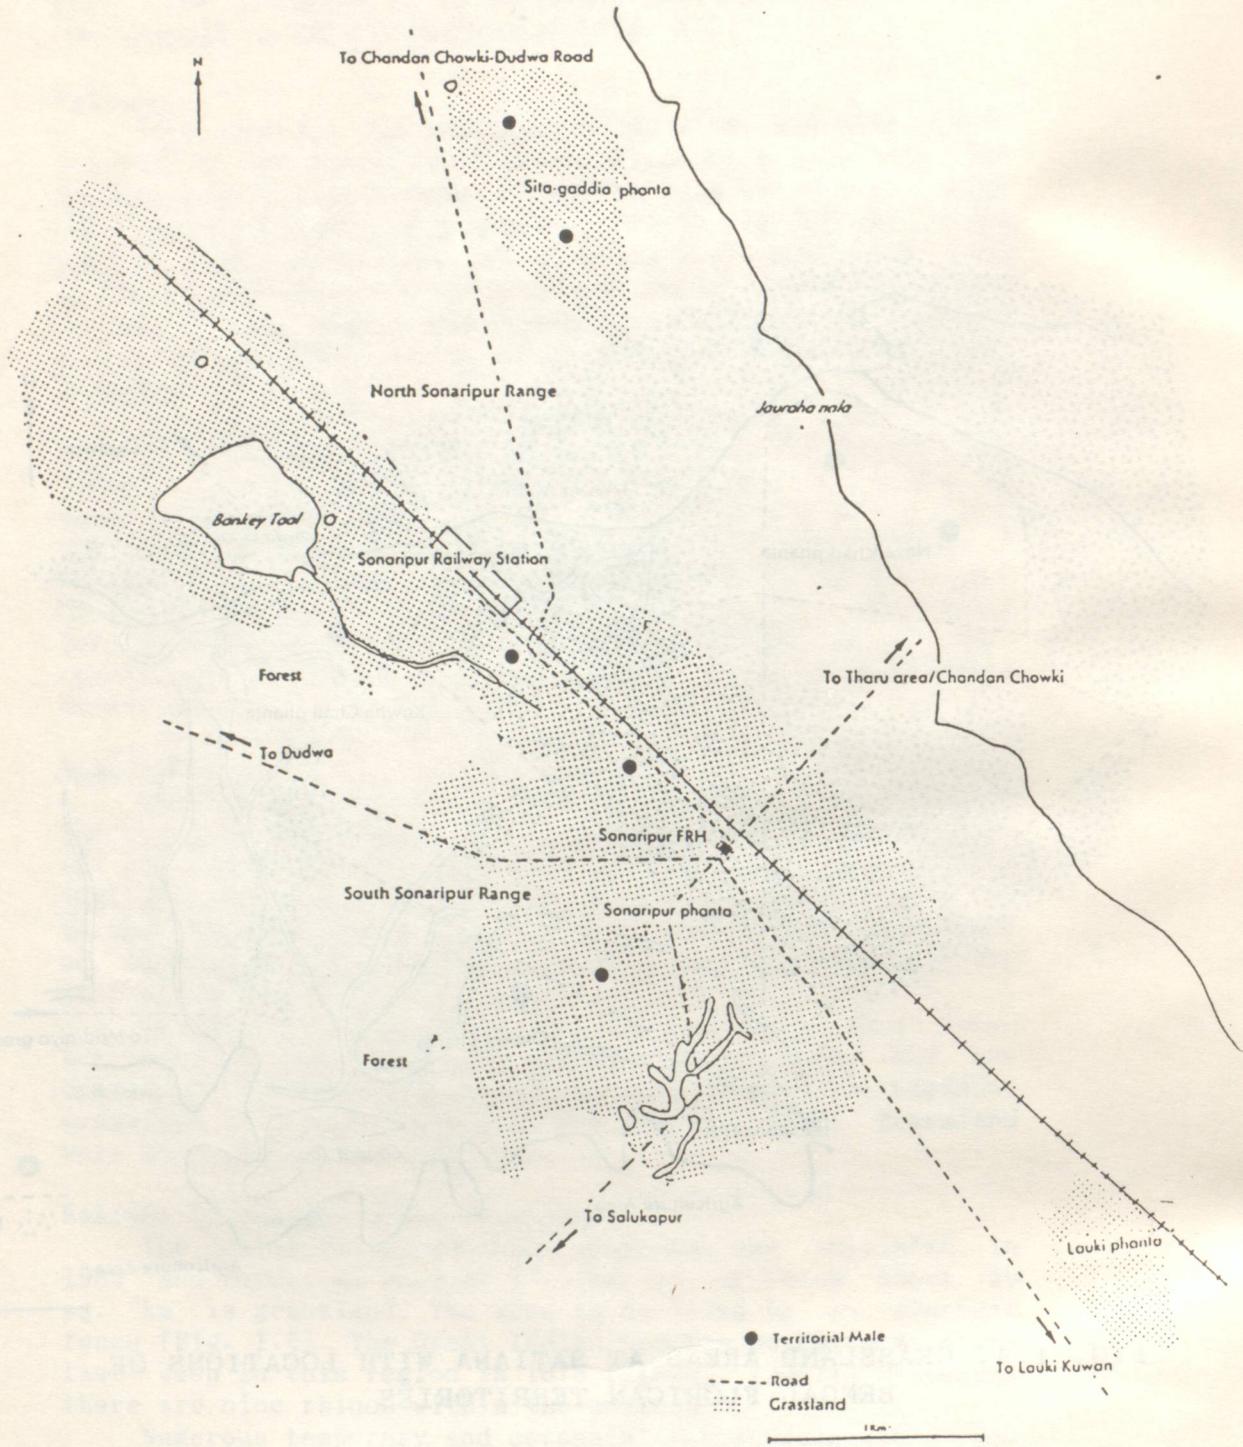 N
To Chandan Chowki-Dudwa Road
Sita-gaddia phanta
North Sonaripur Range
Jauraha nala
Bankey Taal
Sonaripur Railway Station
Forest
To Tharu area/Chandan Chowki
To Dudwa
Sonaripur FRH
South Sonaripur Range
Sonaripur phanta
Forest
To Salukapur
Lauki phanta
Territorial Male
To Lauki Kuwan
Road
Grassland
1Km.